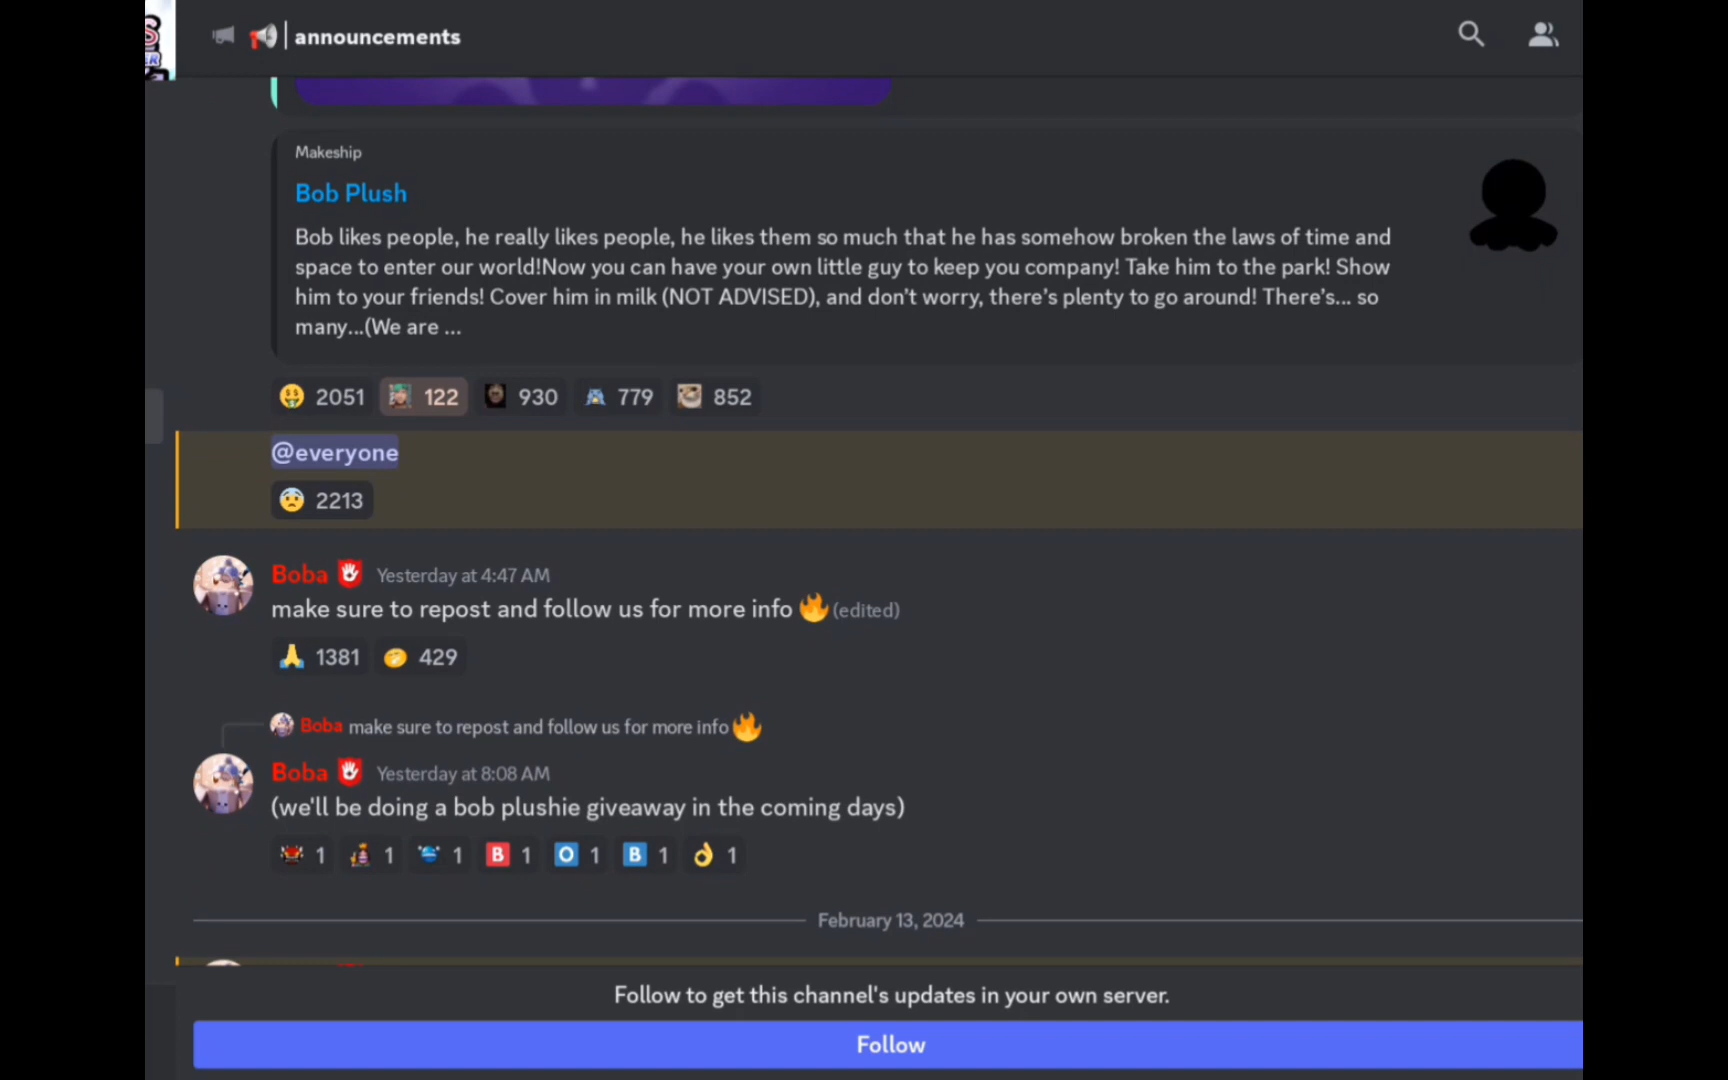 announcements
Makeship
Bob Plush
Bob likes people, he really likes people, he likes them so much that he has somehow broken the laws of time and
space to enter our world!Now you can have your own little guy to keep you company! Take him to the park! Show
him to your friends! Cover him in milk (NOT ADVISED), and don't worry, there's plenty to go around! There's... so
many...(We are ...
2051 122 930 779 852
@everyone
2213
Boba Yesterday at 4:47 AM
make sure to repost and follow us for more info (edited)
1381 429
Boba make sure to repost and follow us for more info
Boba Yesterday at 8:08 AM
(we'll be doing a bob plushie giveaway in the coming days)
1 1 1 B 1 O 1 B 1 1
February 13, 2024
Follow to get this channel's updates in your own server.
Follow